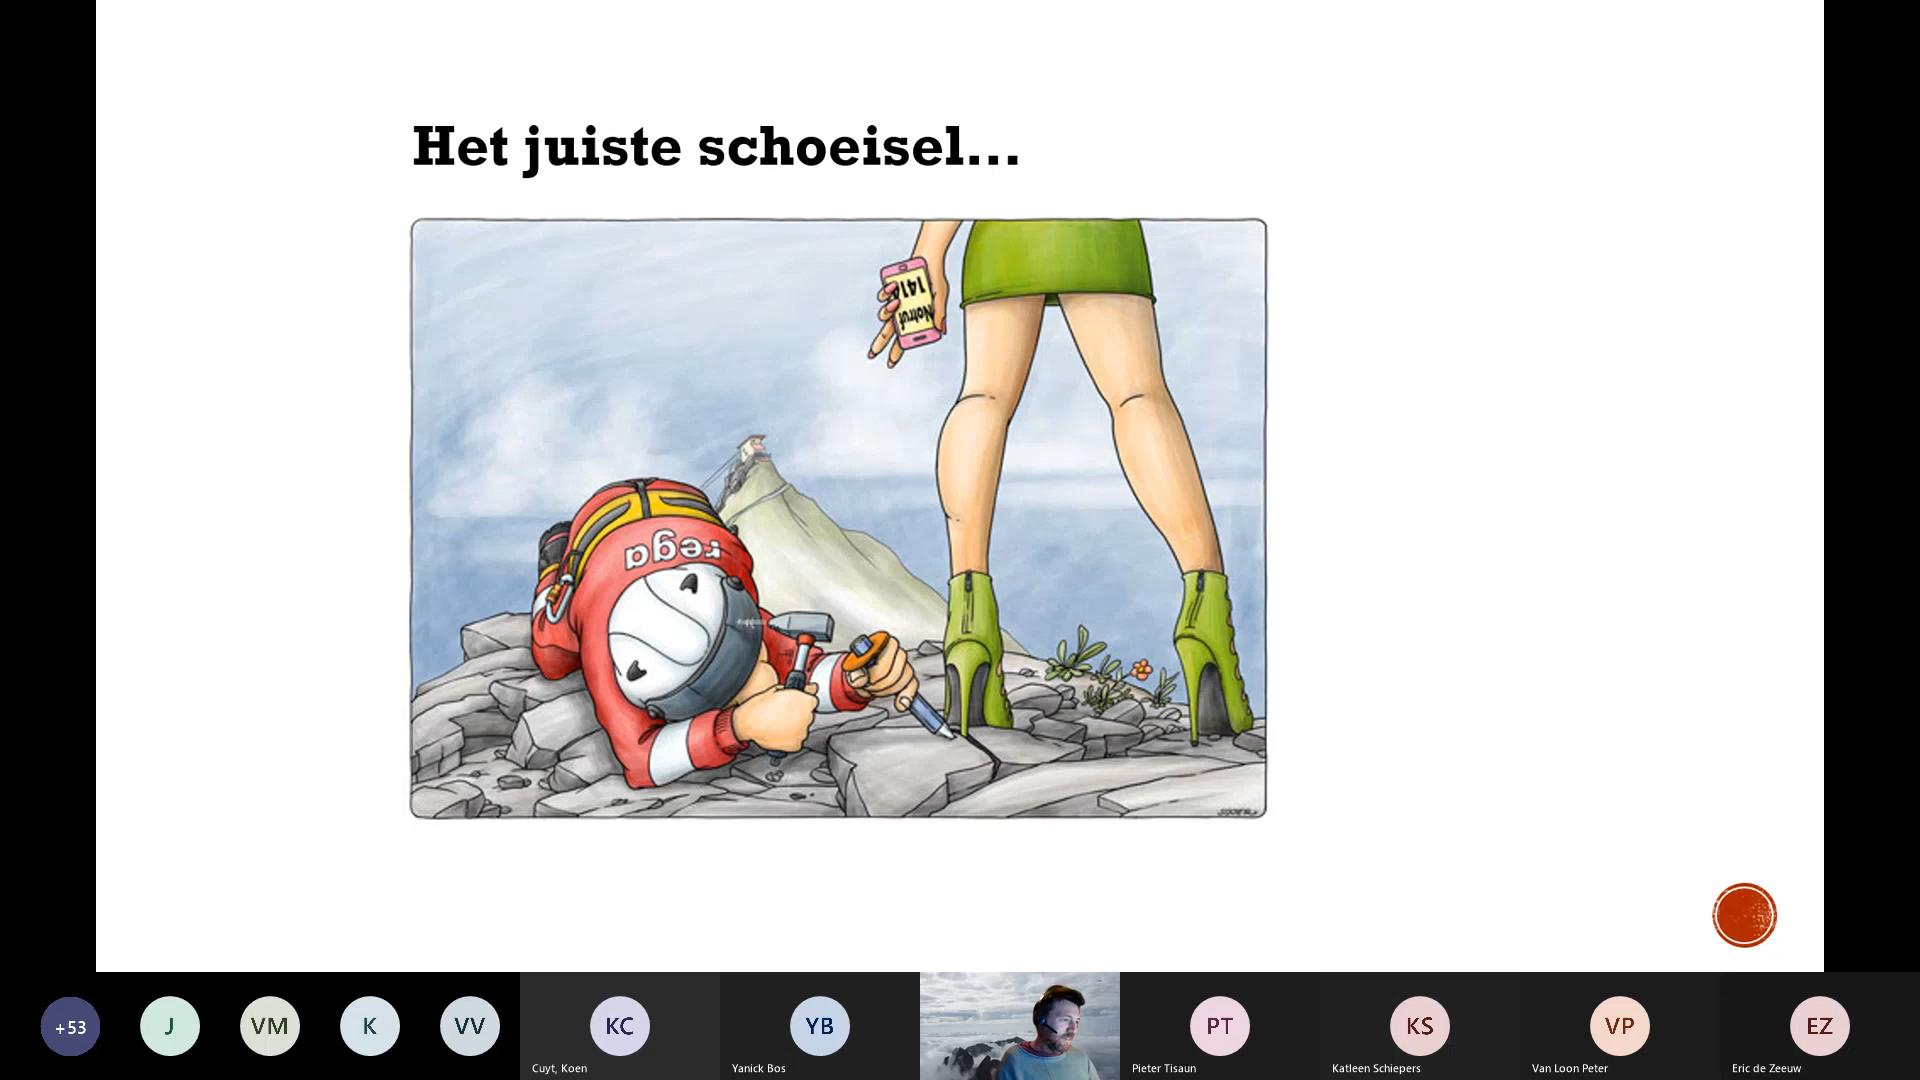 Het juiste schoeisel...
1414
Notruf
rega
+53
J
VM
K
VV
KC
YB
PT
KS
VP
EZ
Cuyt, Koen
Yanick Bos
Pieter Tisaun
Katleen Schiepers
Van Loon Peter
Eric de Zeeuw